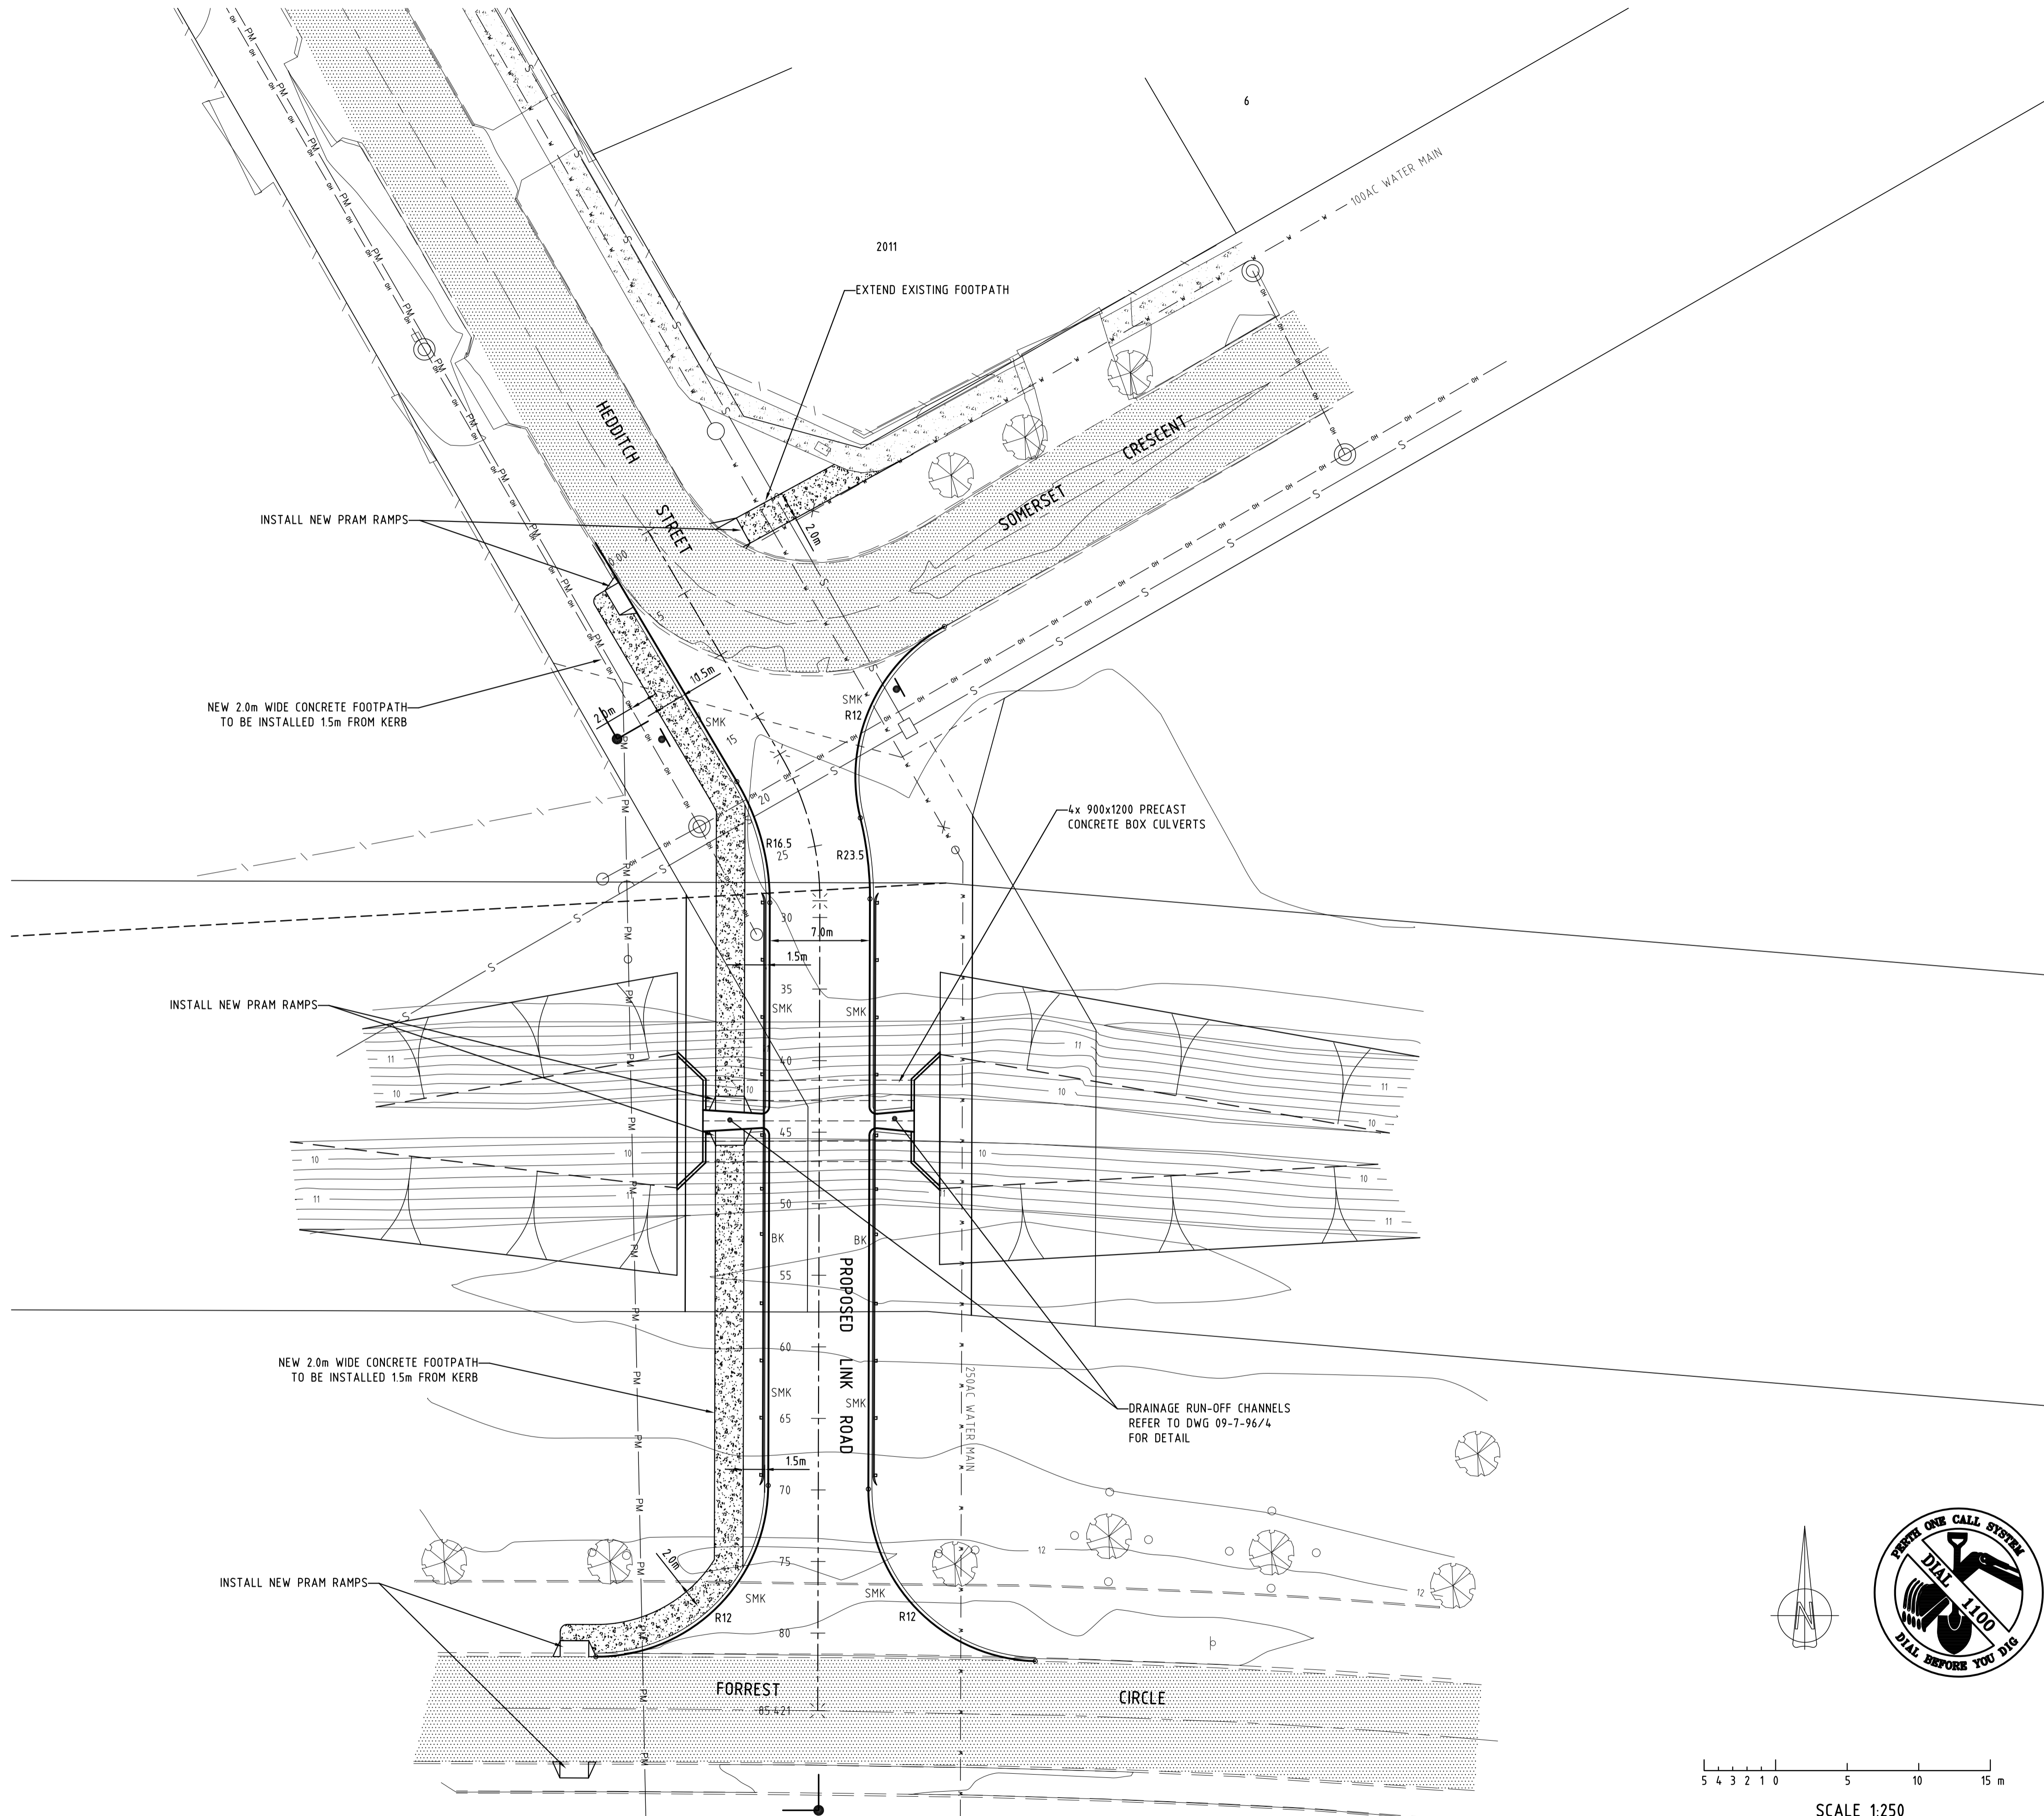 6
100AC WATER MAIN
2011
EXTEND EXISTING FOOTPATH
HEDDITCH
STREET
SOMERSET
CRESCENT
INSTALL NEW PRAM RAMPS
2.0m
0.00
5
NEW 2.0m WIDE CONCRETE FOOTPATH
TO BE INSTALLED 1.5m FROM KERB
2.0m
SMK
15
SMK
R12
20
4x 900x1200 PRECAST
CONCRETE BOX CULVERTS
R16.5
25
R23.5
30
7.0m
1.5m
35
INSTALL NEW PRAM RAMPS
SMK
SMK
11
40
11
11
10
10
10
10
45
10
10
10
10
11
11
11
11
50
BK
BK
55
PROPOSED LINK ROAD
60
NEW 2.0m WIDE CONCRETE FOOTPATH
TO BE INSTALLED 1.5m FROM KERB
SMK
SMK
65
250AC WATER MAIN
DRAINAGE RUN-OFF CHANNELS
REFER TO DWG 09-7-96/4
FOR DETAIL
1.5m
70
12
12
12
75
2.0m
INSTALL NEW PRAM RAMPS
SMK
SMK
R12
R12
80
FORREST
CIRCLE
85.421
N
PERTH ONE CALL SYSTEM
DIAL
1100
DIAL BEFORE YOU DIG
5 4 3 2 1 0 5 10 15 m
SCALE 1:250